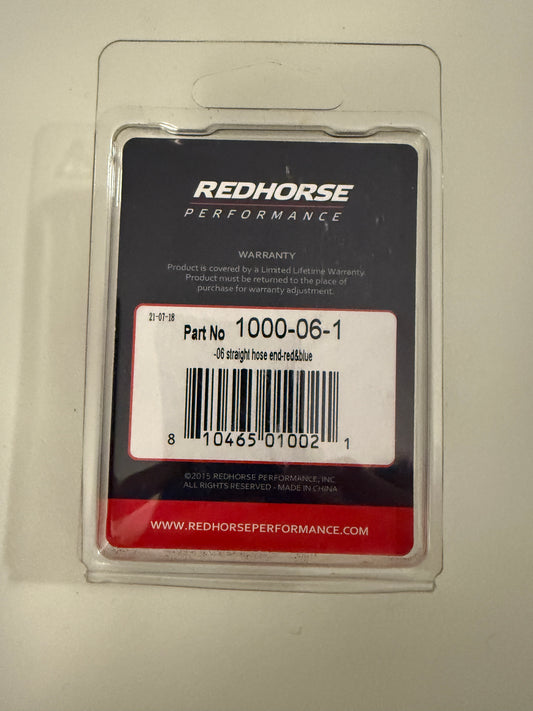 REDHORSE
PERFORMANCE
WARRANTY
Product is covered by a Limited Lifetime Warranty.
Product must be returned to the place of
purchase for warranty adjustment.
21-07-18
Part No 1000-06-1
-06 straight hose end-red&blue
8 10465 01002 1
©2015 REDHORSE PERFORMANCE, INC
ALL RIGHTS RESERVED - MADE IN CHINA
WWW.REDHORSEPERFORMANCE.COM